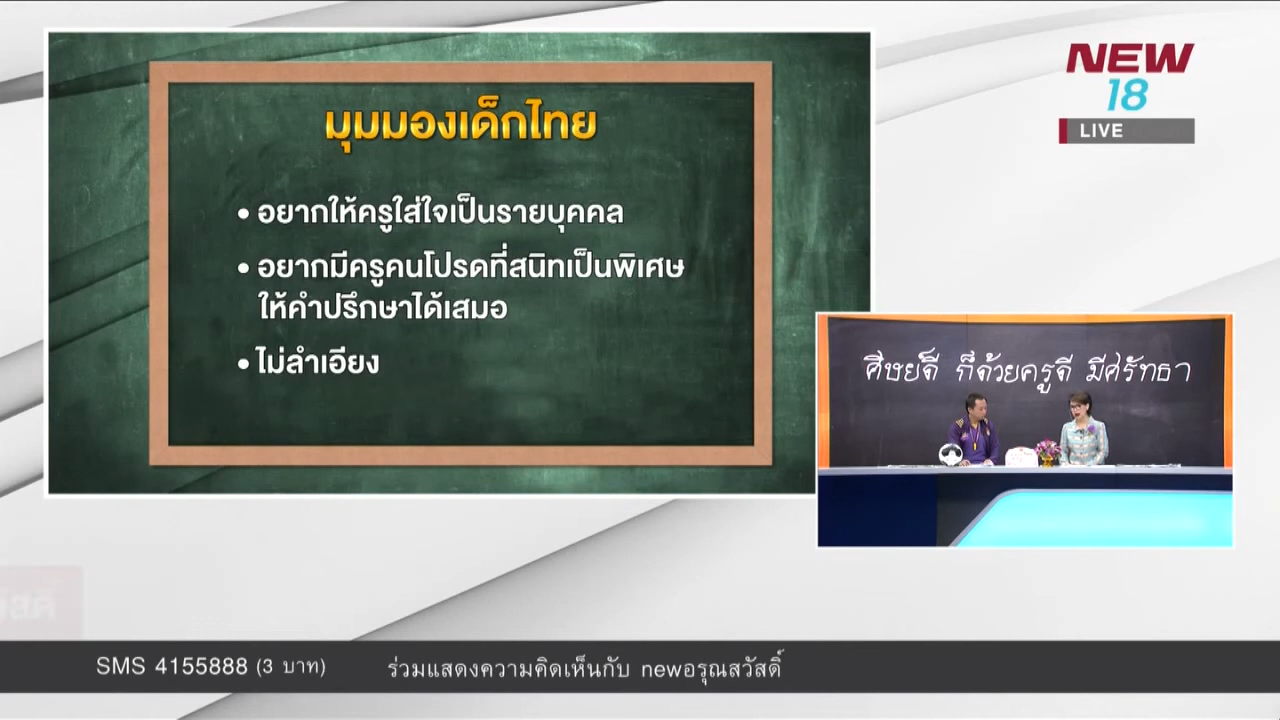 มุมมองเด็กไทย
• อยากให้ครูใส่ใจเป็นรายบุคคล
• อยากมีครูคนโปรดที่สนิทเป็นพิเศษ
ให้คำปรึกษาได้เสมอ
• ไม่ลำเอียง
NEW
18
LIVE
ศิษย์ดี ก็ด้วยครูดี มีศรัทธา
SMS 4155888 (3 บาท) ร่วมแสดงความคิดเห็นกับ newอรุณสวัสดิ์